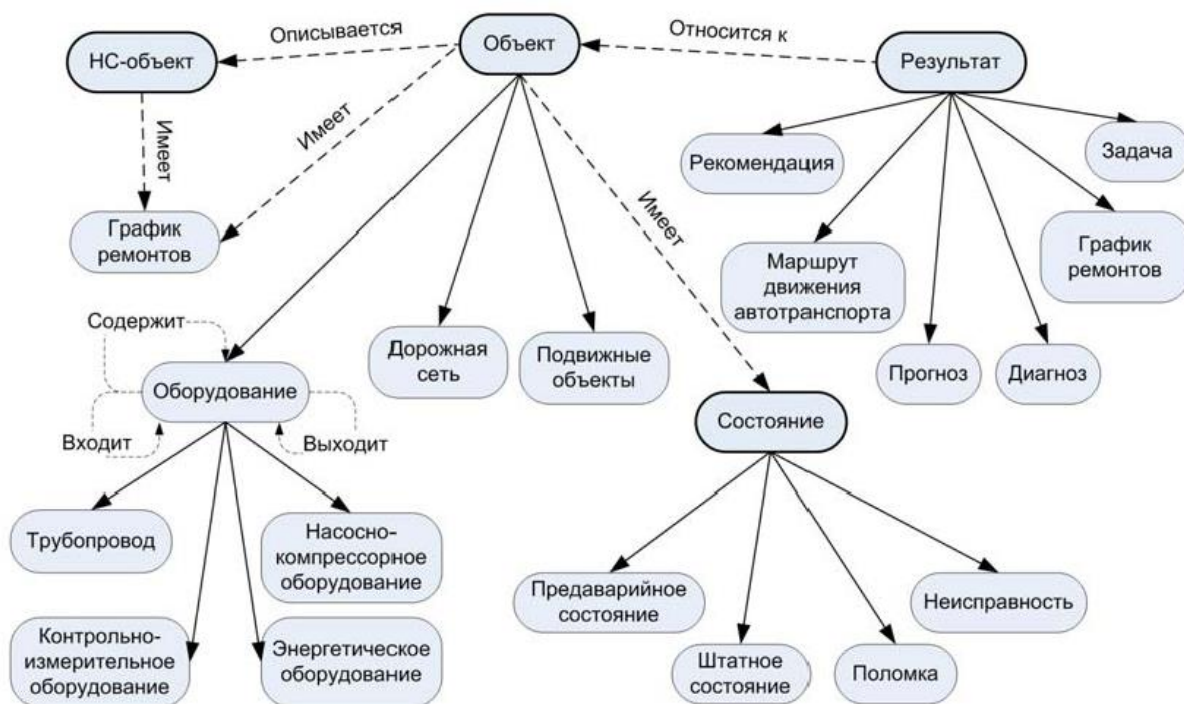 Описывается
Объект
Относится к
НС-объект
Результат
Имеет
Имеет
Рекомендация
Задача
Имеет
График
ремонтов
Маршрут
движения
автотранспорта
График
ремонтов
Содержит
Дорожная
сеть
Подвижные
объекты
Прогноз
Диагноз
Оборудование
Состояние
Входит
Выходит
Трубопровод
Насосно-
компрессорное
оборудование
Предаварийное
состояние
Неисправность
Контрольно-
измерительное
оборудование
Энергетическое
оборудование
Штатное
состояние
Поломка